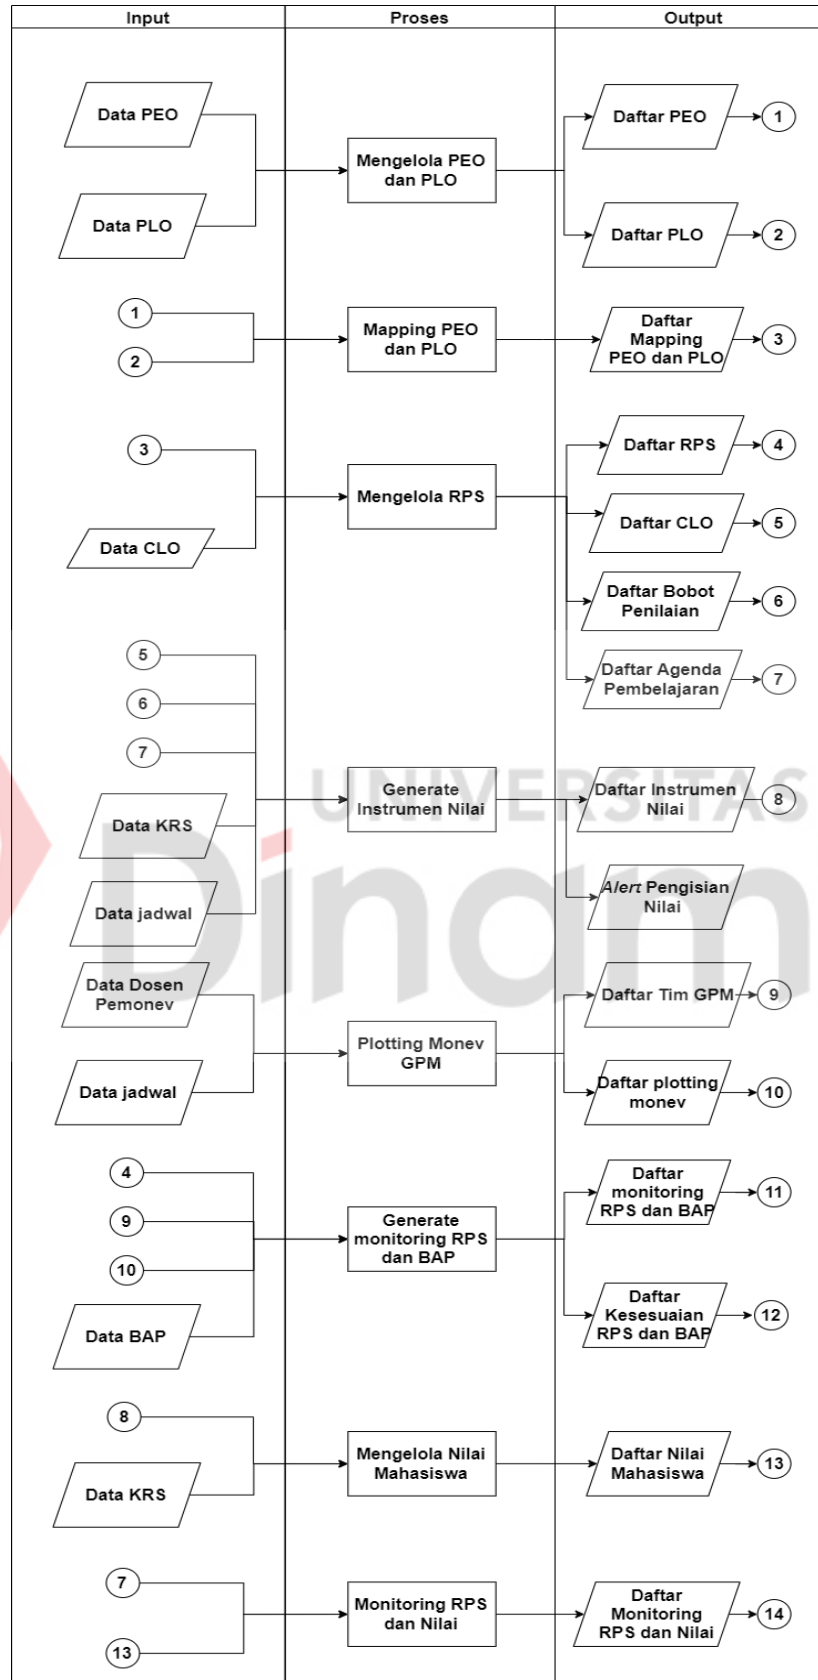 Input
Proses
Output
Data PEO
Data PLO
Mengelola PEO
dan PLO
Daftar PEO
1
Daftar PLO
2
1
2
Mapping PEO
dan PLO
Daftar
Mapping
PEO dan PLO
3
3
Data CLO
Mengelola RPS
Daftar RPS
4
Daftar CLO
5
Daftar Bobot
Penilaian
6
Daftar Agenda
Pembelajaran
7
5
6
7
Data KRS
Data jadwal
Generate
Instrumen Nilai
Daftar Instrumen
Nilai
8
Alert Pengisian
Nilai
UNIVERSITAS
Dinam
Data Dosen
Pemonev
Data jadwal
Plotting Monev
GPM
Daftar Tim GPM
9
Daftar plotting
monev
10
4
9
10
Data BAP
Generate
monitoring RPS
dan BAP
Daftar
monitoring
RPS dan BAP
11
Daftar
Kesesuaian
RPS dan BAP
12
8
Data KRS
Mengelola Nilai
Mahasiswa
Daftar Nilai
Mahasiswa
13
7
13
Monitoring RPS
dan Nilai
Daftar
Monitoring
RPS dan Nilai
14